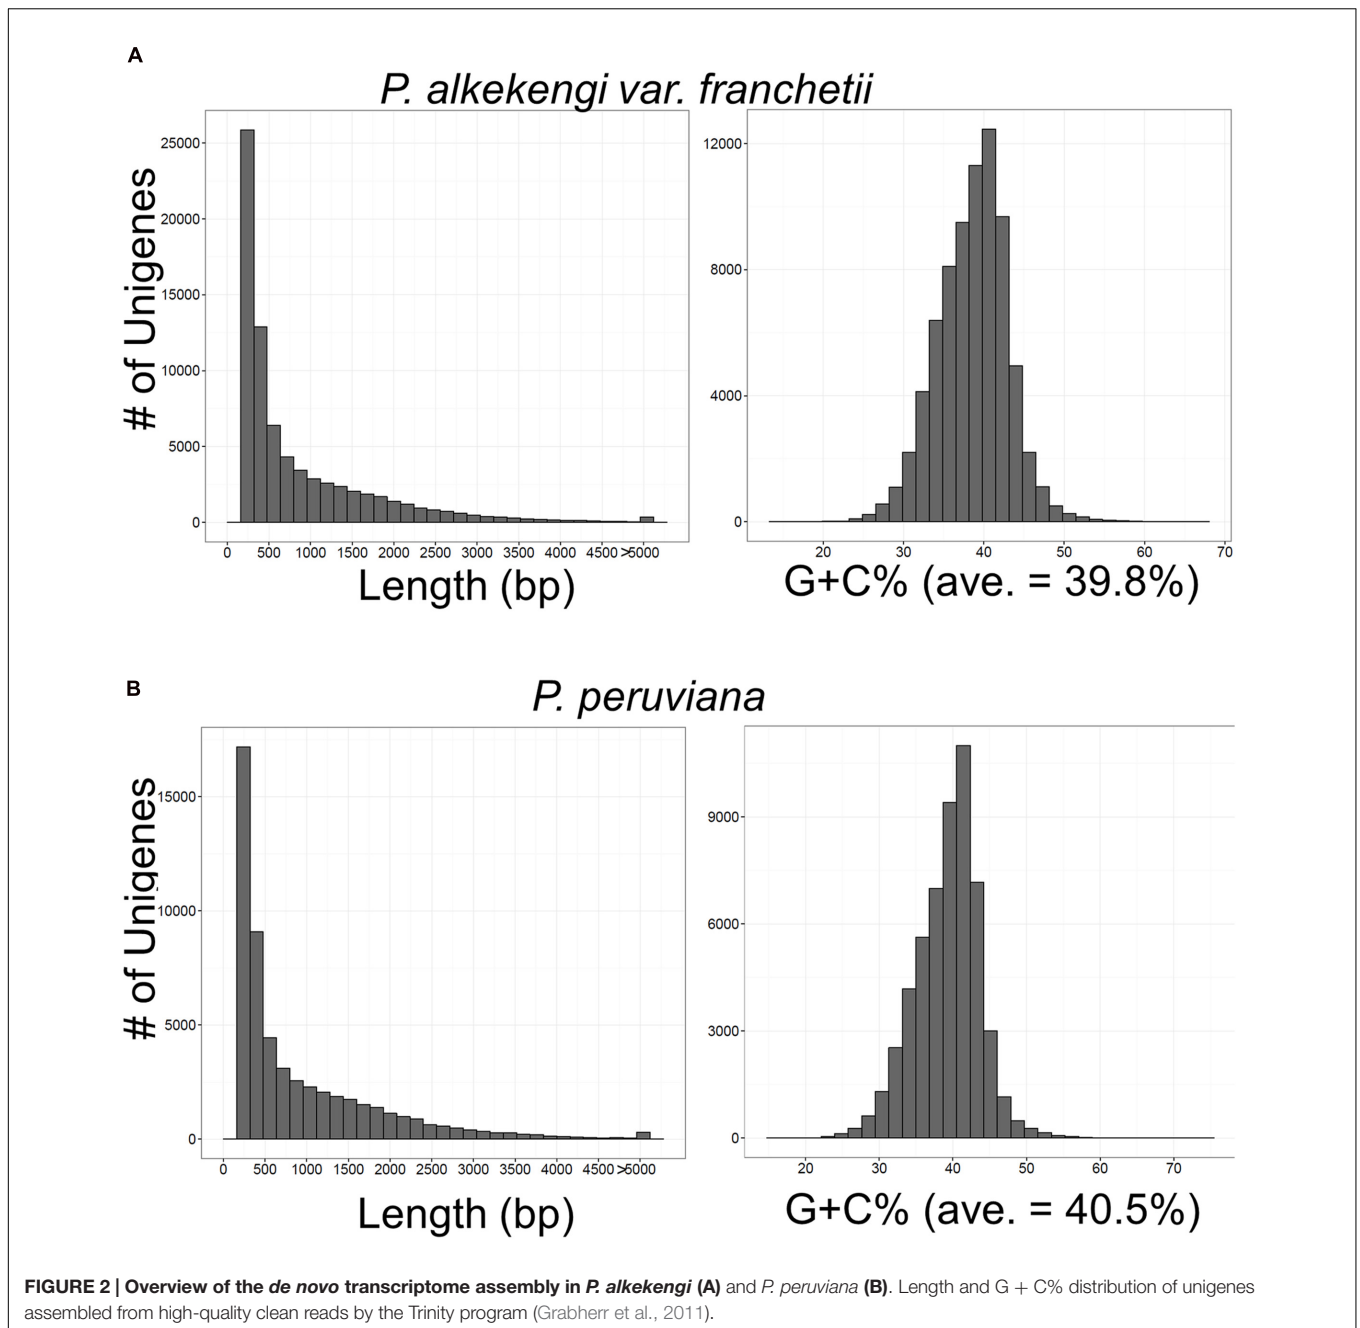 A
P. alkekengi var. franchetii
# of Unigenes
25000
20000
15000
10000
5000
0
0 500 1000 1500 2000 2500 3000 3500 4000 4500 >5000
Length (bp)
12000
8000
4000
0
20 30 40 50 60 70
G+C% (ave. = 39.8%)
B
P. peruviana
# of Unigenes
15000
10000
5000
0
0 500 1000 1500 2000 2500 3000 3500 4000 4500 >5000
Length (bp)
9000
6000
3000
0
20 30 40 50 60 70
G+C% (ave. = 40.5%)
FIGURE 2 | Overview of the de novo transcriptome assembly in P. alkekengi (A) and P. peruviana (B). Length and G + C% distribution of unigenes
assembled from high-quality clean reads by the Trinity program (Grabherr et al., 2011).